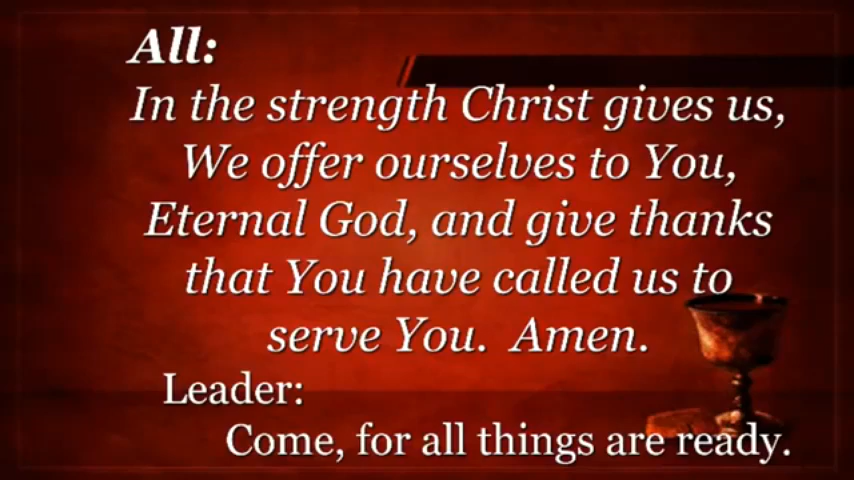 All:
In the strength Christ gives us,
We offer ourselves to You,
Eternal God, and give thanks
that You have called us to
serve You.  Amen.
Leader:
Come, for all things are ready.